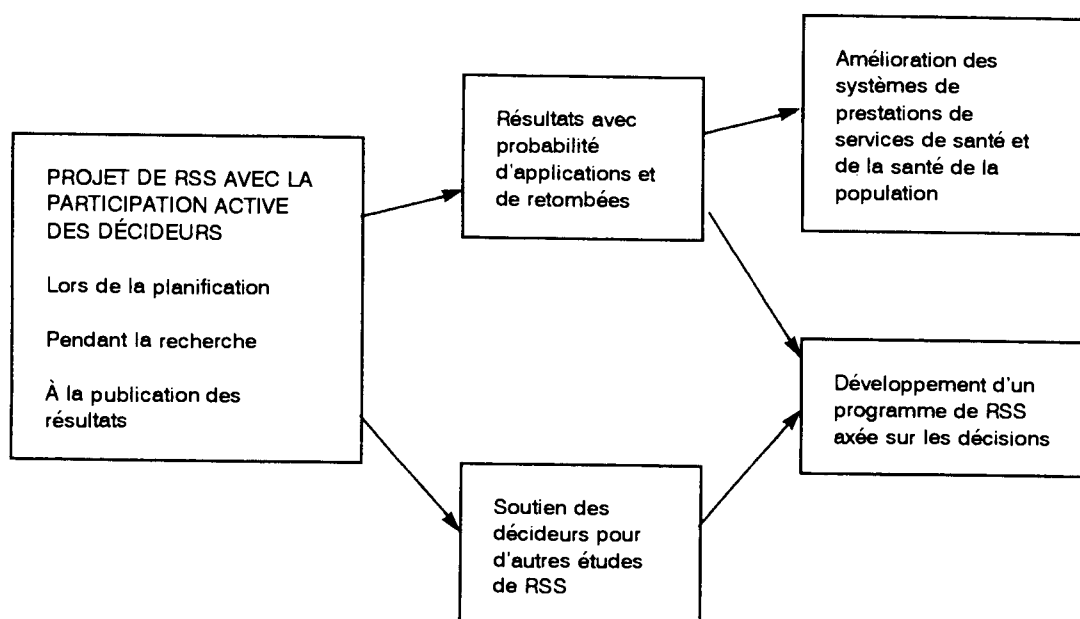 PROJET DE RSS AVEC LA
PARTICIPATION ACTIVE
DES DÉCIDEURS
Lors de la planification
Pendant la recherche
À la publication des
résultats
Résultats avec
probabilité
d'applications et
de retombées
Soutien des
décideurs pour
d'autres études
de RSS
Amélioration des
systèmes de
prestations de
services de santé et
de la santé de la
population
Développement d'un
programme de RSS
axée sur les décisions